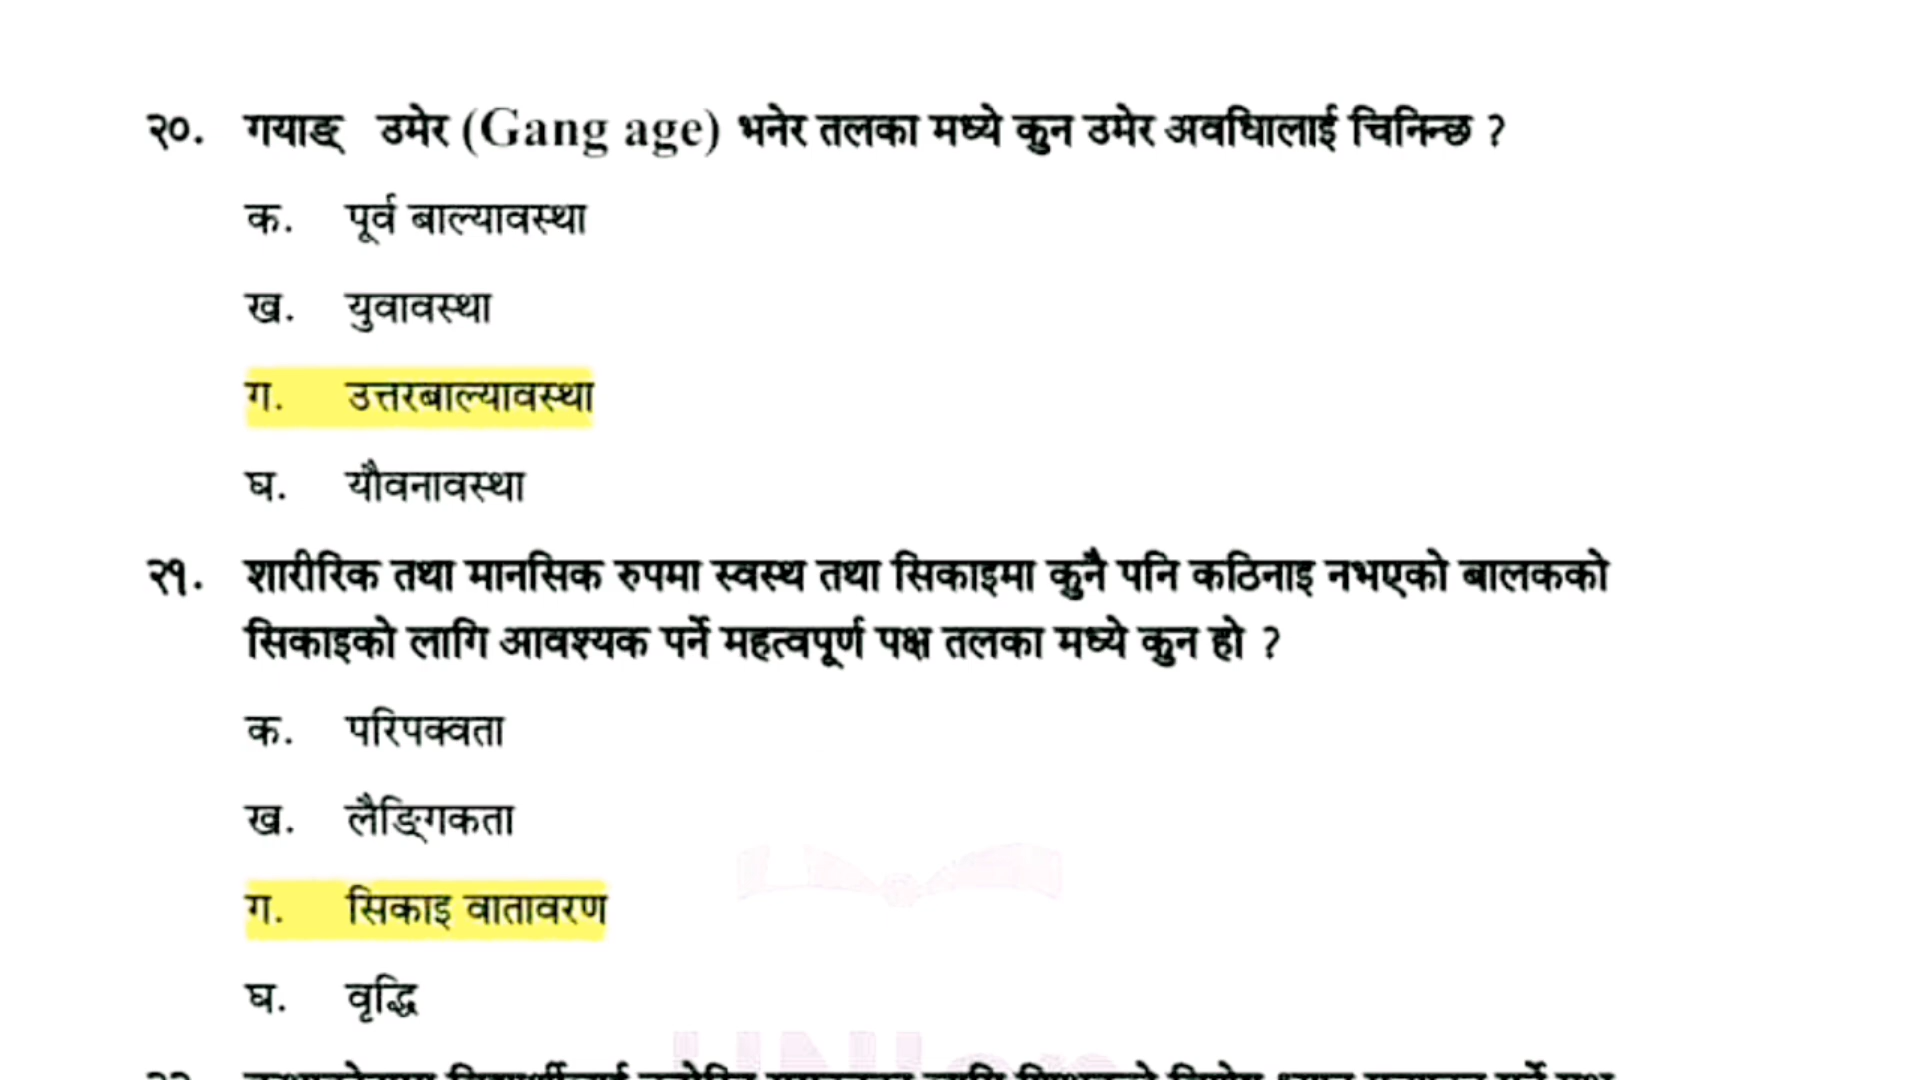 २०. गयाङ् उमेर (Gang age) भनेर तलका मध्ये कुन उमेर अवधिालाई चिनिन्छ ?
क. पूर्व बाल्यावस्था
ख. युवावस्था
ग. उत्तरबाल्यावस्था
घ. यौवनावस्था
२१. शारीरिक तथा मानसिक रुपमा स्वस्थ तथा सिकाइमा कुनै पनि कठिनाइ नभएको बालकको
सिकाइको लागि आवश्यक पर्ने महत्वपूर्ण पक्ष तलका मध्ये कुन हो ?
क. परिपक्वता
ख. लैङ्गिकता
ग. सिकाइ वातावरण
घ. वृद्धि